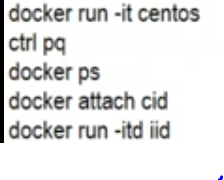 docker run -it centos
ctrl pq
docker ps
docker attach cid
docker run -itd iid